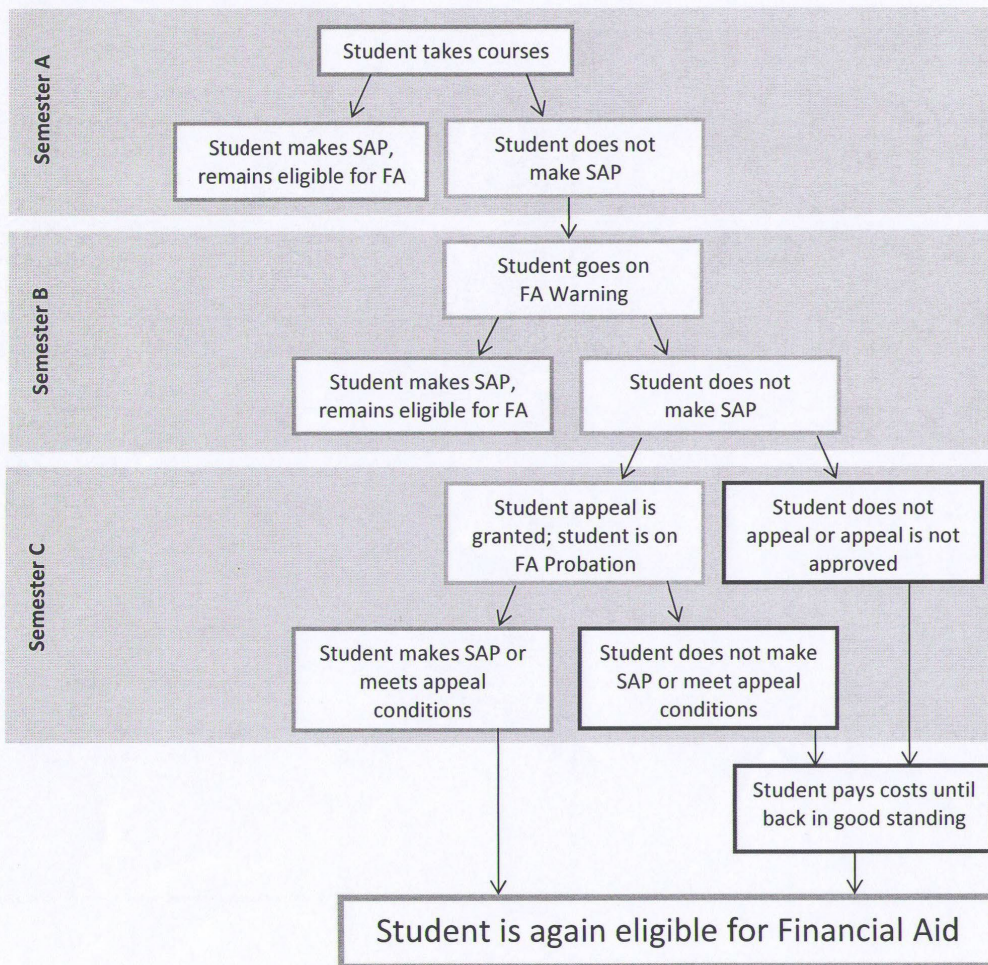 Semester A
Student takes courses
Student makes SAP,
remains eligible for FA
Student does not
make SAP
Semester B
Student goes on
FA Warning
Student makes SAP,
remains eligible for FA
Student does not
make SAP
Semester C
Student appeal is
granted; student is on
FA Probation
Student does not
appeal or appeal is not
approved
Student makes SAP or
meets appeal
conditions
Student does not make
SAP or meet appeal
conditions
Student pays costs until
back in good standing
Student is again eligible for Financial Aid